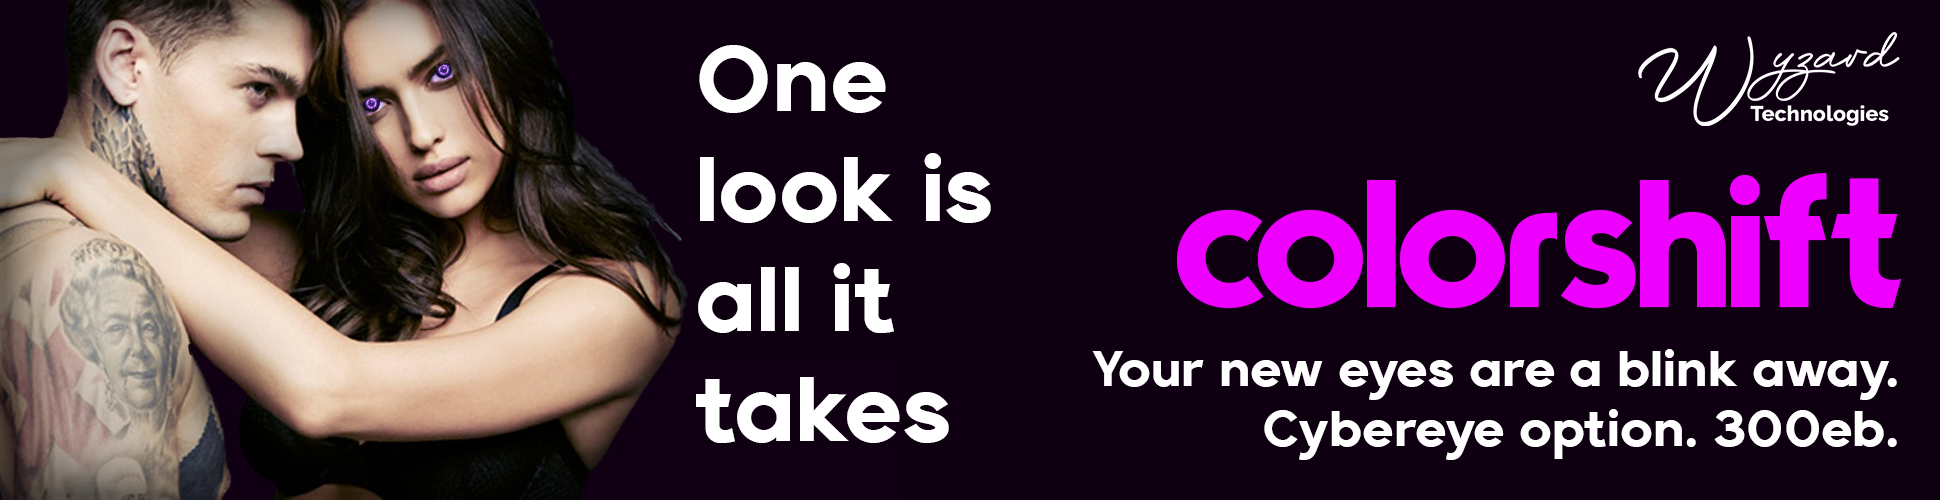 One
look is
all it
takes
Wyzard
Technologies
colorshift
Your new eyes are a blink away.
Cybereye option. 300eb.